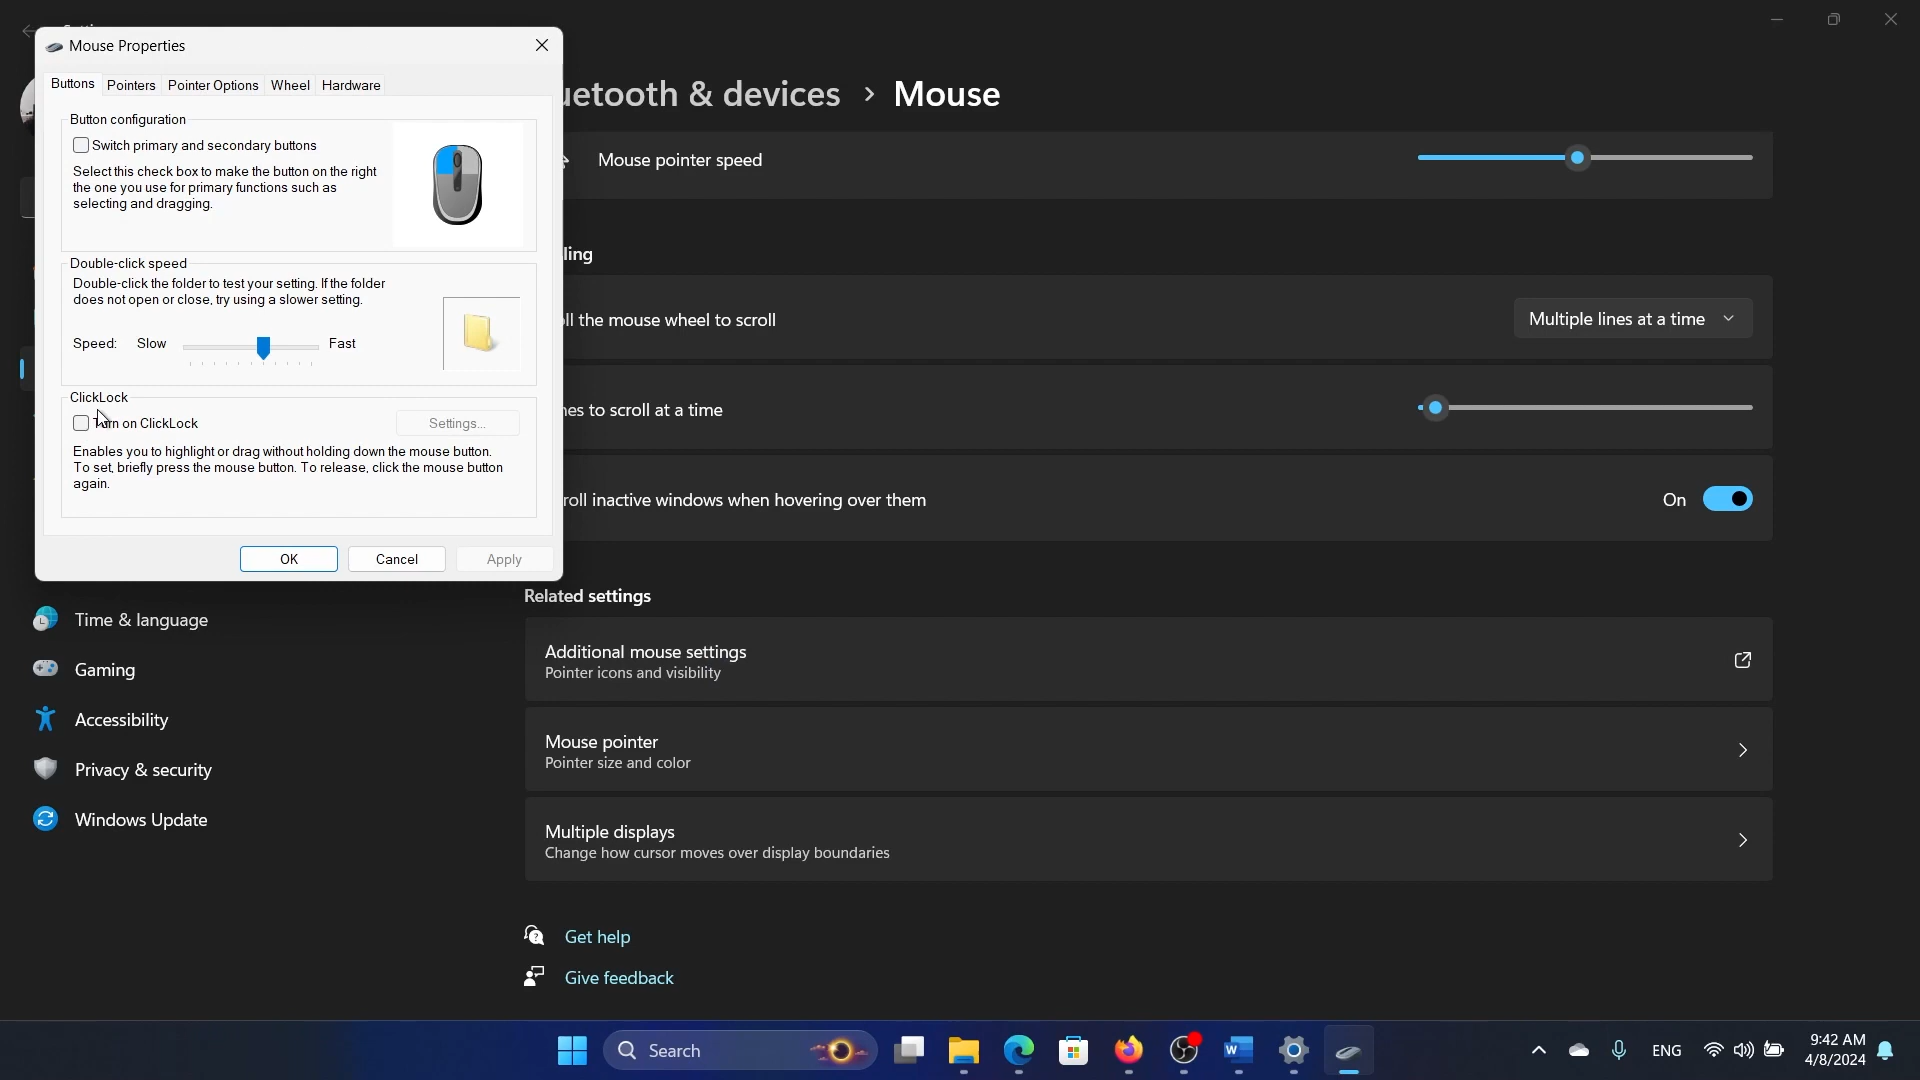 Mouse Properties
Buttons
Pointers
Pointer Options
Wheel
Hardware
Button configuration
Switch primary and secondary buttons
Select this check box to make the button on the right
the one you use for primary functions such as
selecting and dragging.
Double-click speed
Double-click the folder to test your setting. If the folder
does not open or close, try using a slower setting.
Speed: Slow Fast
ClickLock
Turn on ClickLock
Settings...
Enables you to highlight or drag without holding down the mouse button.
To set, briefly press the mouse button. To release, click the mouse button
again.
OK
Cancel
Apply
uetooth & devices > Mouse
Mouse pointer speed
ling
ll the mouse wheel to scroll
Multiple lines at a time
nes to scroll at a time
roll inactive windows when hovering over them
On
Related settings
Additional mouse settings
Pointer icons and visibility
Mouse pointer
Pointer size and color
Multiple displays
Change how cursor moves over display boundaries
Get help
Give feedback
Time & language
Gaming
Accessibility
Privacy & security
Windows Update
Search
W
ENG
9:42 AM
4/8/2024